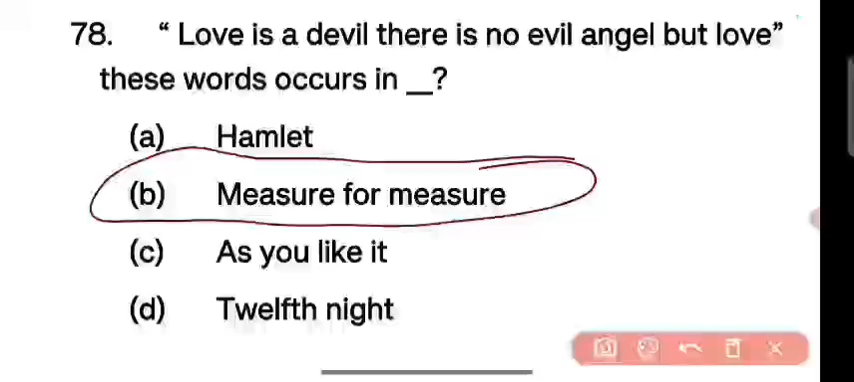 78. “ Love is a devil there is no evil angel but love”
these words occurs in __?
(a) Hamlet
(b) Measure for measure
(c) As you like it
(d) Twelfth night